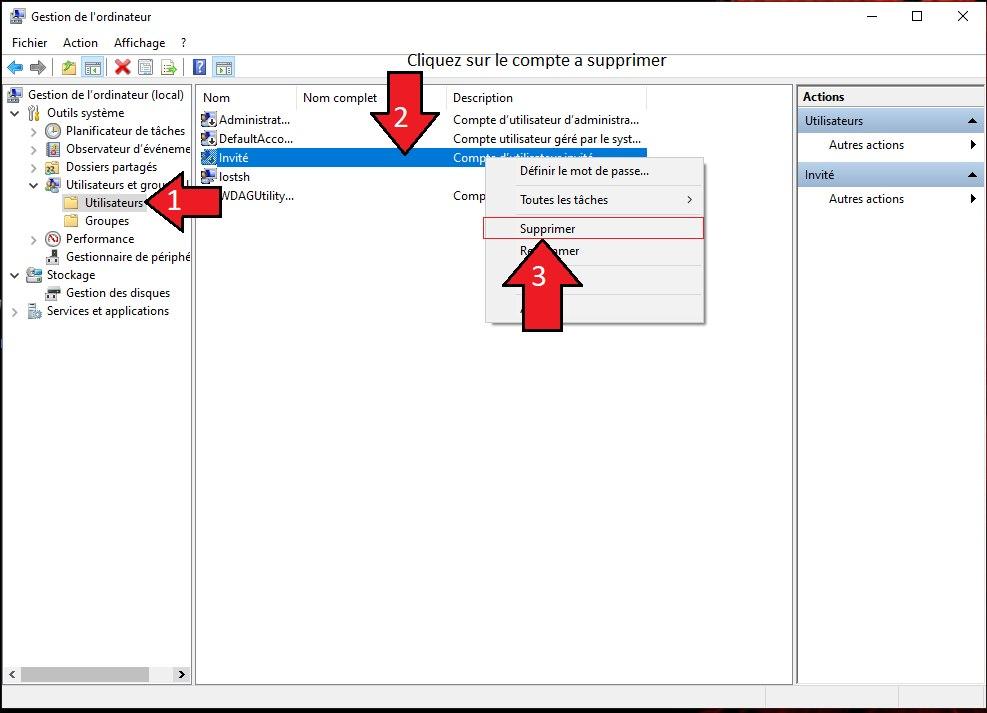 Gestion de l'ordinateur
Fichier Action Affichage ?
Cliquez sur le compte a supprimer
Gestion de l'ordinateur (local)
Outils système
Planificateur de tâches
Observateur d'événeme
Dossiers partagés
Utilisateurs et grou
Utilisateurs
Groupes
Performance
Gestionnaire de périphé
Stockage
Gestion des disques
Services et applications
1
Nom Nom complet Description
Administrat... Compte d'utilisateur d'administra...
DefaultAcco... Compte utilisateur géré par le syst...
Invité Compte d'utilisateur invité
lostsh
WDAGUtility... Comp
2
Définir le mot de passe...
Toutes les tâches
Supprimer
3
Actions
Utilisateurs
Autres actions
Invité
Autres actions